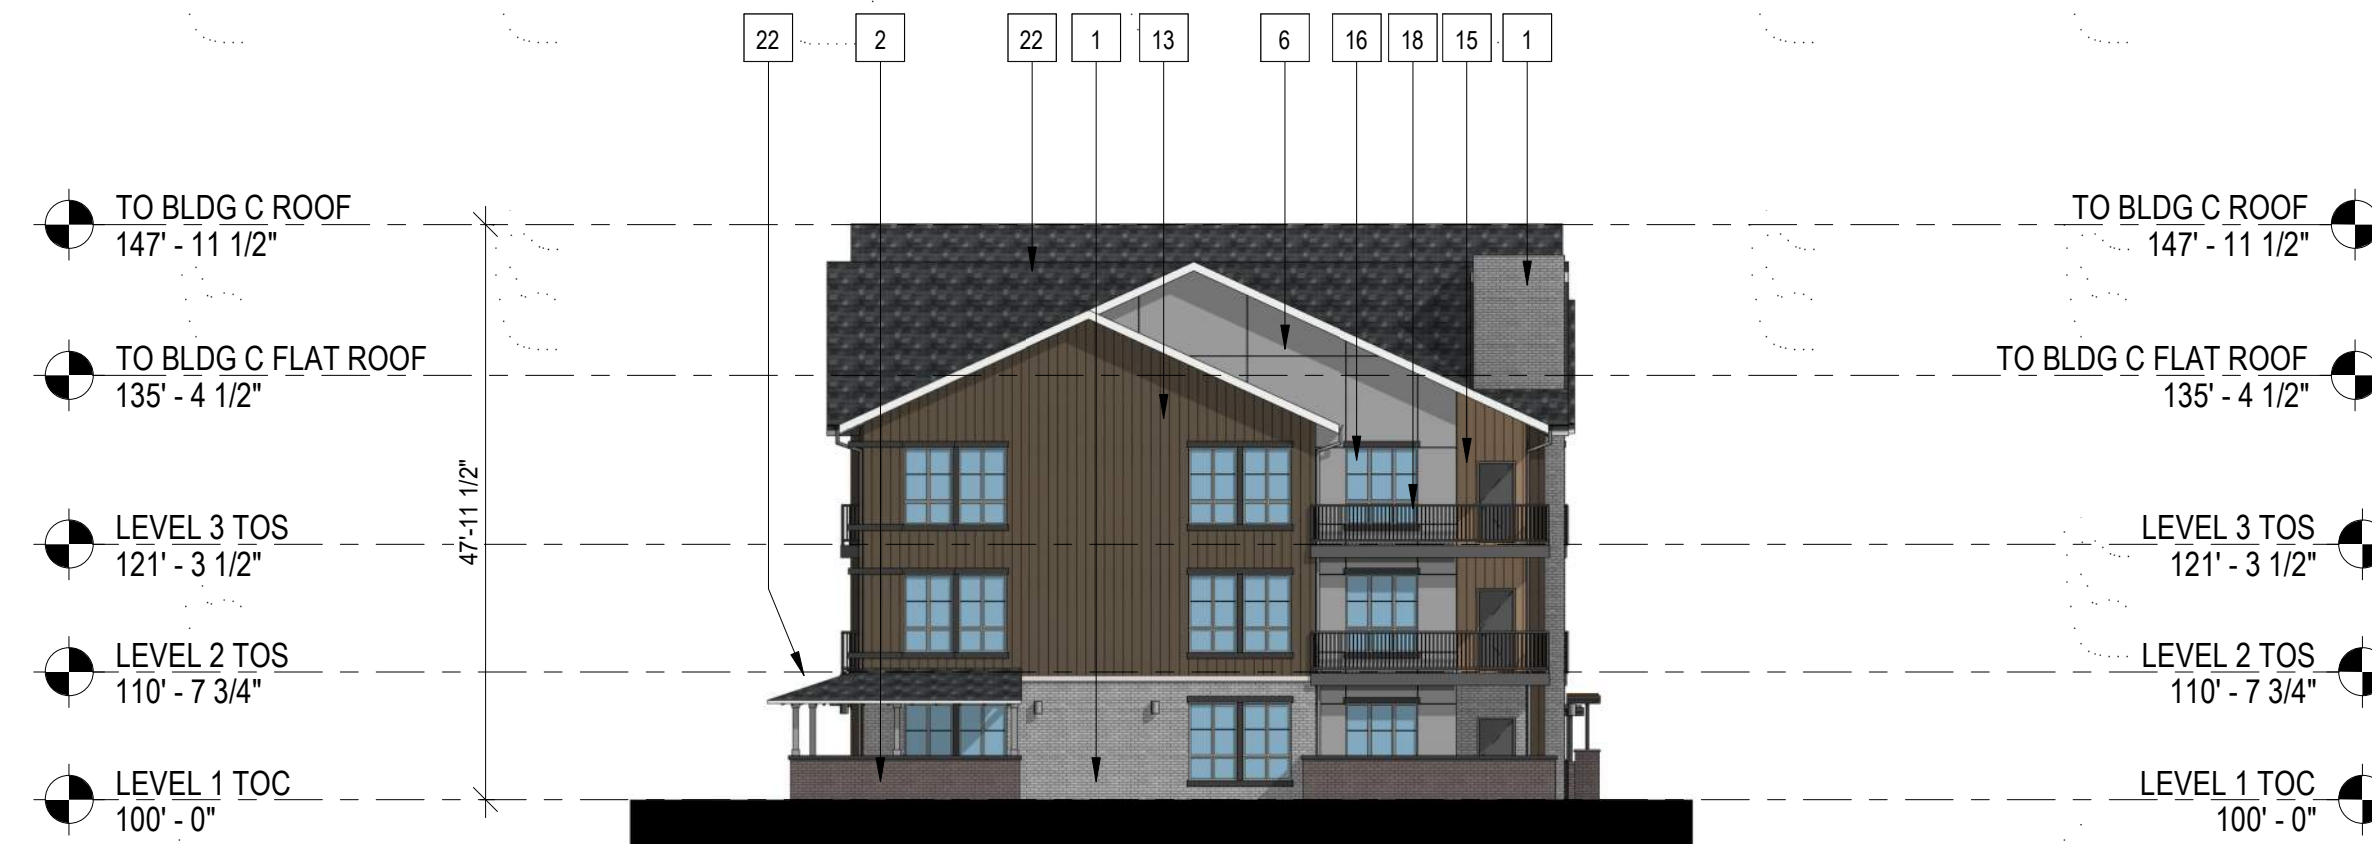 22 2 22 1 13 6 16 18 15 1
TO BLDG C ROOF
147' - 11 1/2"
TO BLDG C FLAT ROOF
135' - 4 1/2"
LEVEL 3 TOS
121' - 3 1/2"
LEVEL 2 TOS
110' - 7 3/4"
LEVEL 1 TOC
100' - 0"
47'-11 1/2"
TO BLDG C ROOF
147' - 11 1/2"
TO BLDG C FLAT ROOF
135' - 4 1/2"
LEVEL 3 TOS
121' - 3 1/2"
LEVEL 2 TOS
110' - 7 3/4"
LEVEL 1 TOC
100' - 0"